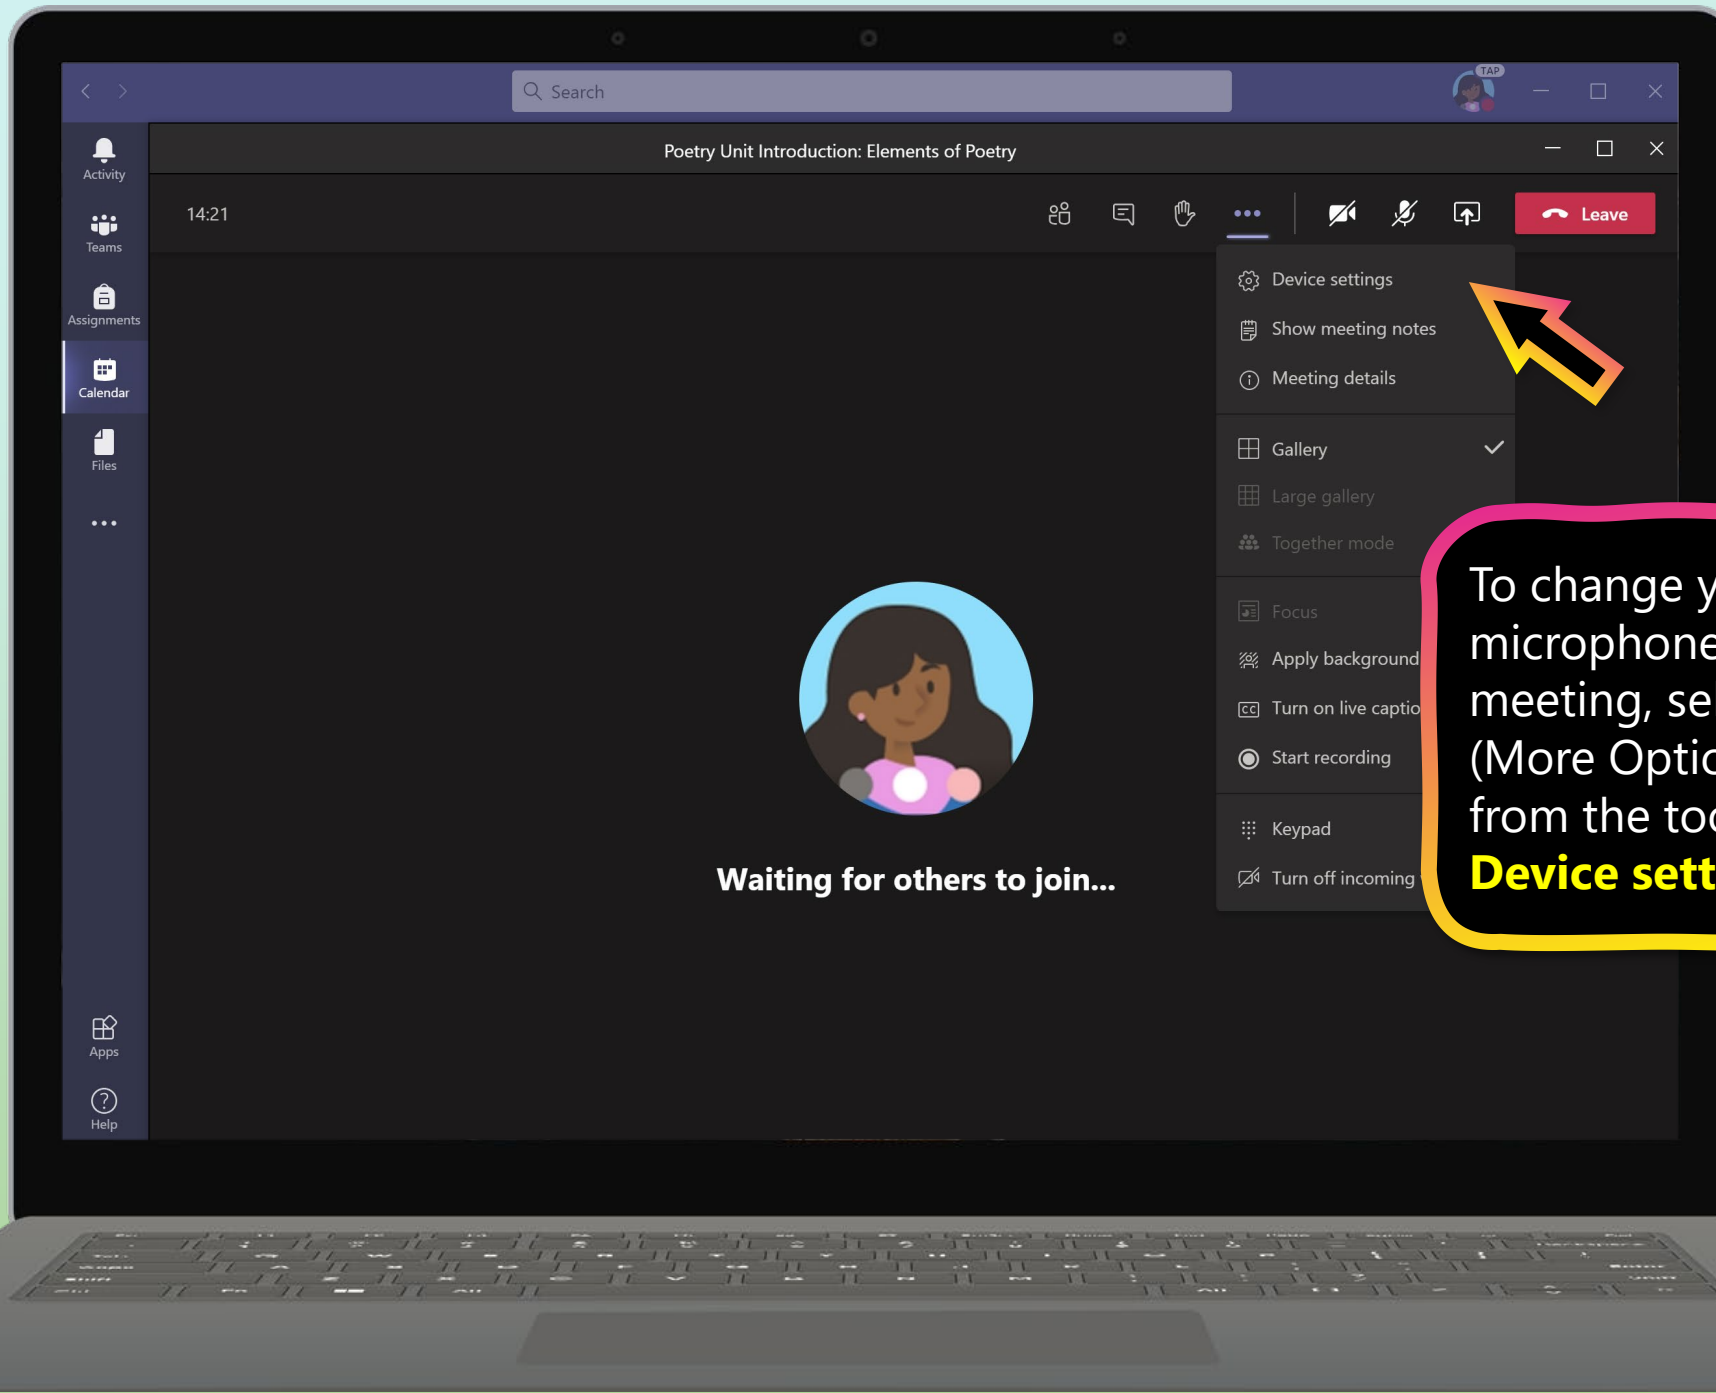 Search
TAP
Activity
Teams
Assignments
Calendar
Files
Apps
Help
Poetry Unit Introduction: Elements of Poetry
14:21
Leave
Device settings
Show meeting notes
Meeting details
Gallery
Large gallery
Together mode
Focus
Apply background
CC Turn on live captio
Start recording
Keypad
Turn off incoming
Waiting for others to join...
To change y
microphone
meeting, se
(More Optio
from the too
Device sett